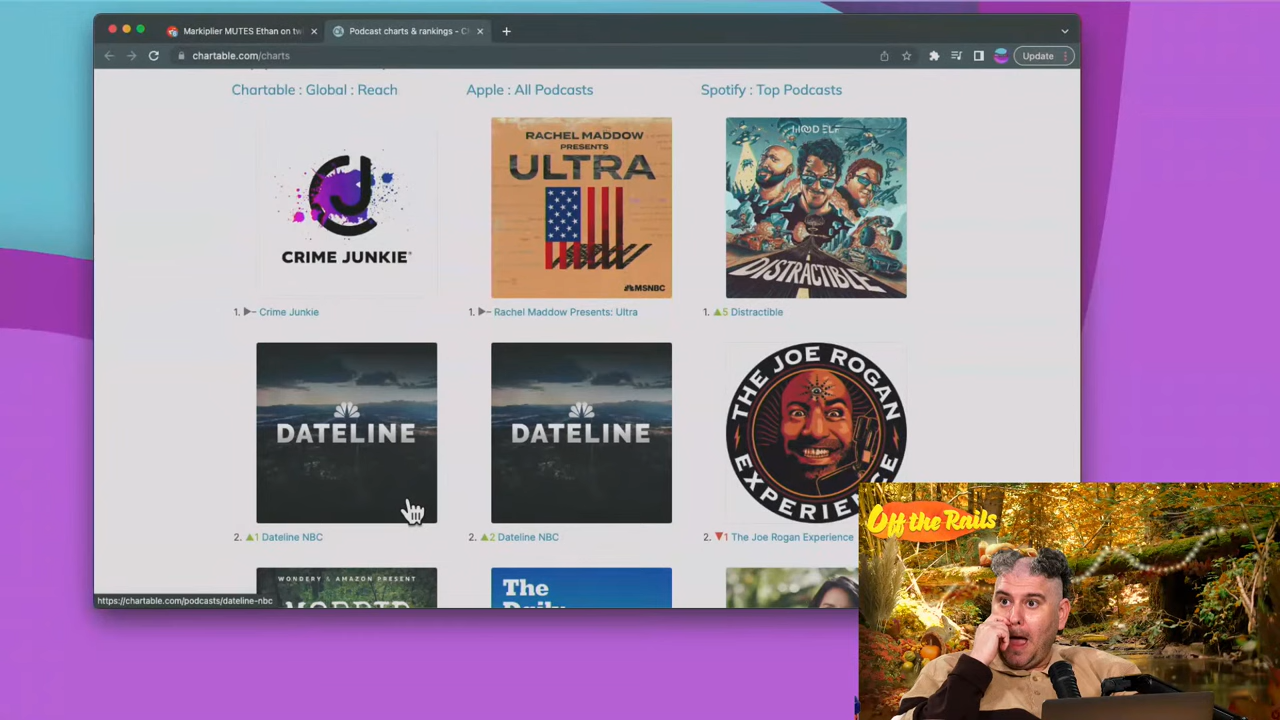 Markiplier MUTES Ethan on tw
Podcast charts & rankings - C
chartable.com/charts
Update
Chartable : Global : Reach
Apple : All Podcasts
Spotify : Top Podcasts
CJ
CRIME JUNKIE
RACHEL MADDOW
PRESENTS
ULTRA
MSNBC
DISTRACTIBLE
1. Crime Junkie
1. Rachel Maddow Presents: Ultra
1. ▲5 Distractible
DATELINE
DATELINE
THE JOE ROGAN
EXPERIENCE
2. ▲1 Dateline NBC
2. ▲2 Dateline NBC
2. ▼1 The Joe Rogan Experience
WONDERY & AMAZON PRESENT
MORBID
The
Daily
https://chartable.com/podcasts/dateline-nbc
Off the Rails